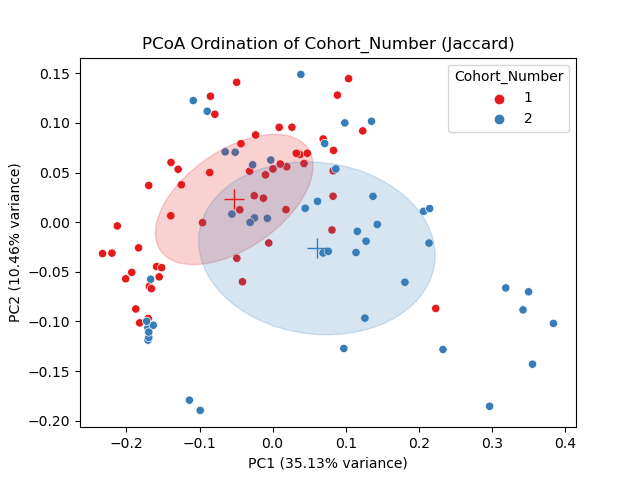 PCoA Ordination of Cohort_Number (Jaccard)
Cohort_Number
1
2
0.15
0.10
0.05
0.00
−0.05
−0.10
−0.15
−0.20
PC2 (10.46% variance)
−0.2 −0.1 0.0 0.1 0.2 0.3 0.4
PC1 (35.13% variance)